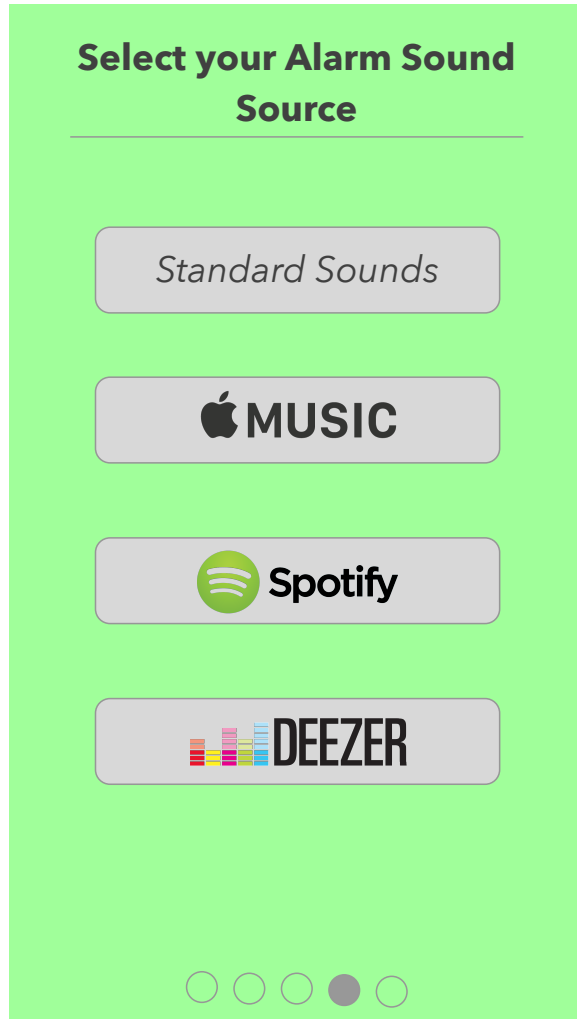 Select your Alarm Sound
Source
Standard Sounds
MUSIC
Spotify
DEEZER